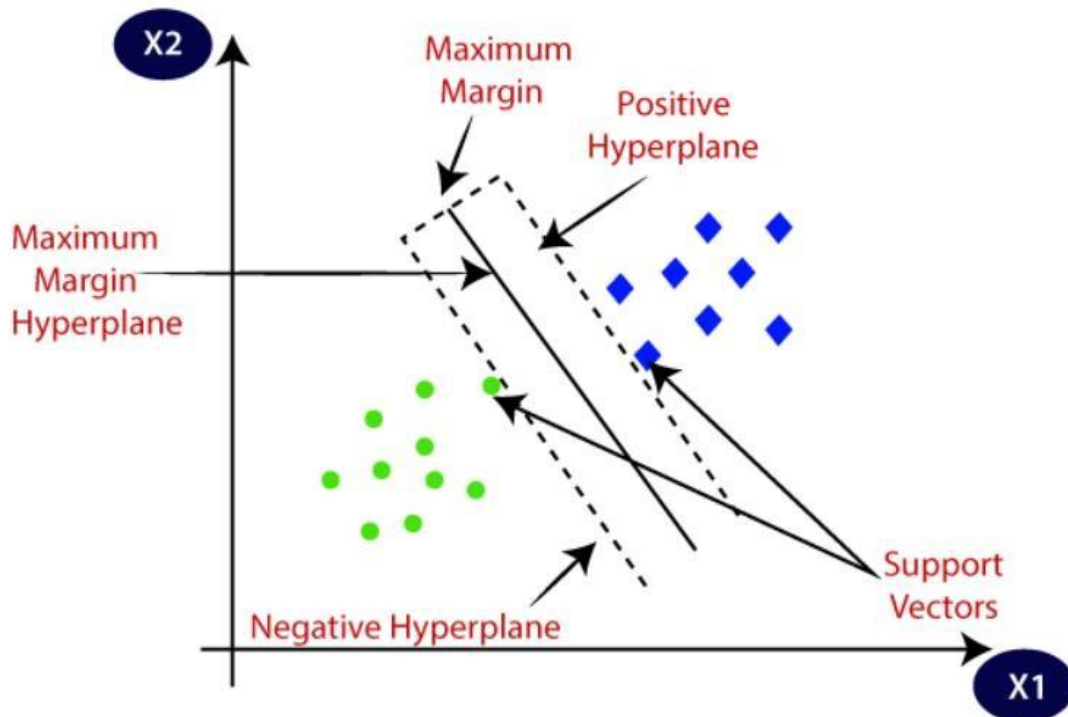 X2
Maximum
Margin
Positive
Hyperplane
Maximum
Margin
Hyperplane
Support
Vectors
Negative Hyperplane
X1